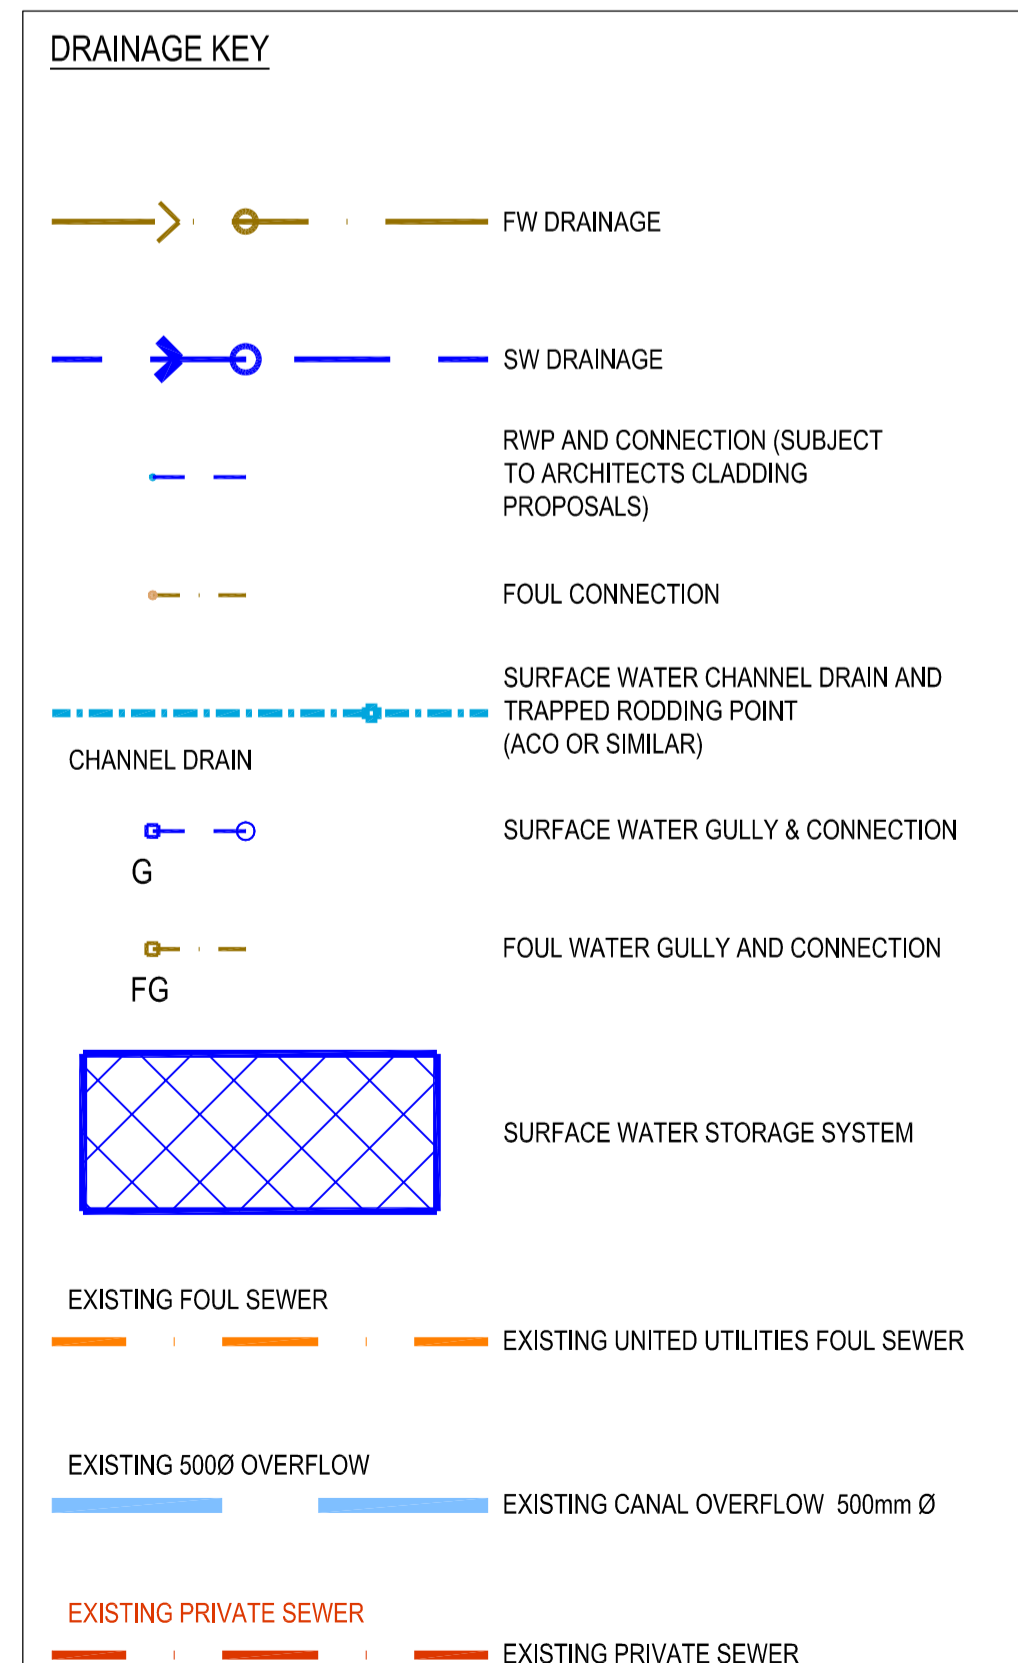 DRAINAGE KEY
FW DRAINAGE
SW DRAINAGE
RWP AND CONNECTION (SUBJECT
TO ARCHITECTS CLADDING
PROPOSALS)
FOUL CONNECTION
SURFACE WATER CHANNEL DRAIN AND
TRAPPED RODDING POINT
(ACO OR SIMILAR)
CHANNEL DRAIN
SURFACE WATER GULLY & CONNECTION
G
FOUL WATER GULLY AND CONNECTION
FG
SURFACE WATER STORAGE SYSTEM
EXISTING FOUL SEWER
EXISTING UNITED UTILITIES FOUL SEWER
EXISTING 500Ø OVERFLOW
EXISTING CANAL OVERFLOW 500mm Ø
EXISTING PRIVATE SEWER
EXISTING PRIVATE SEWER